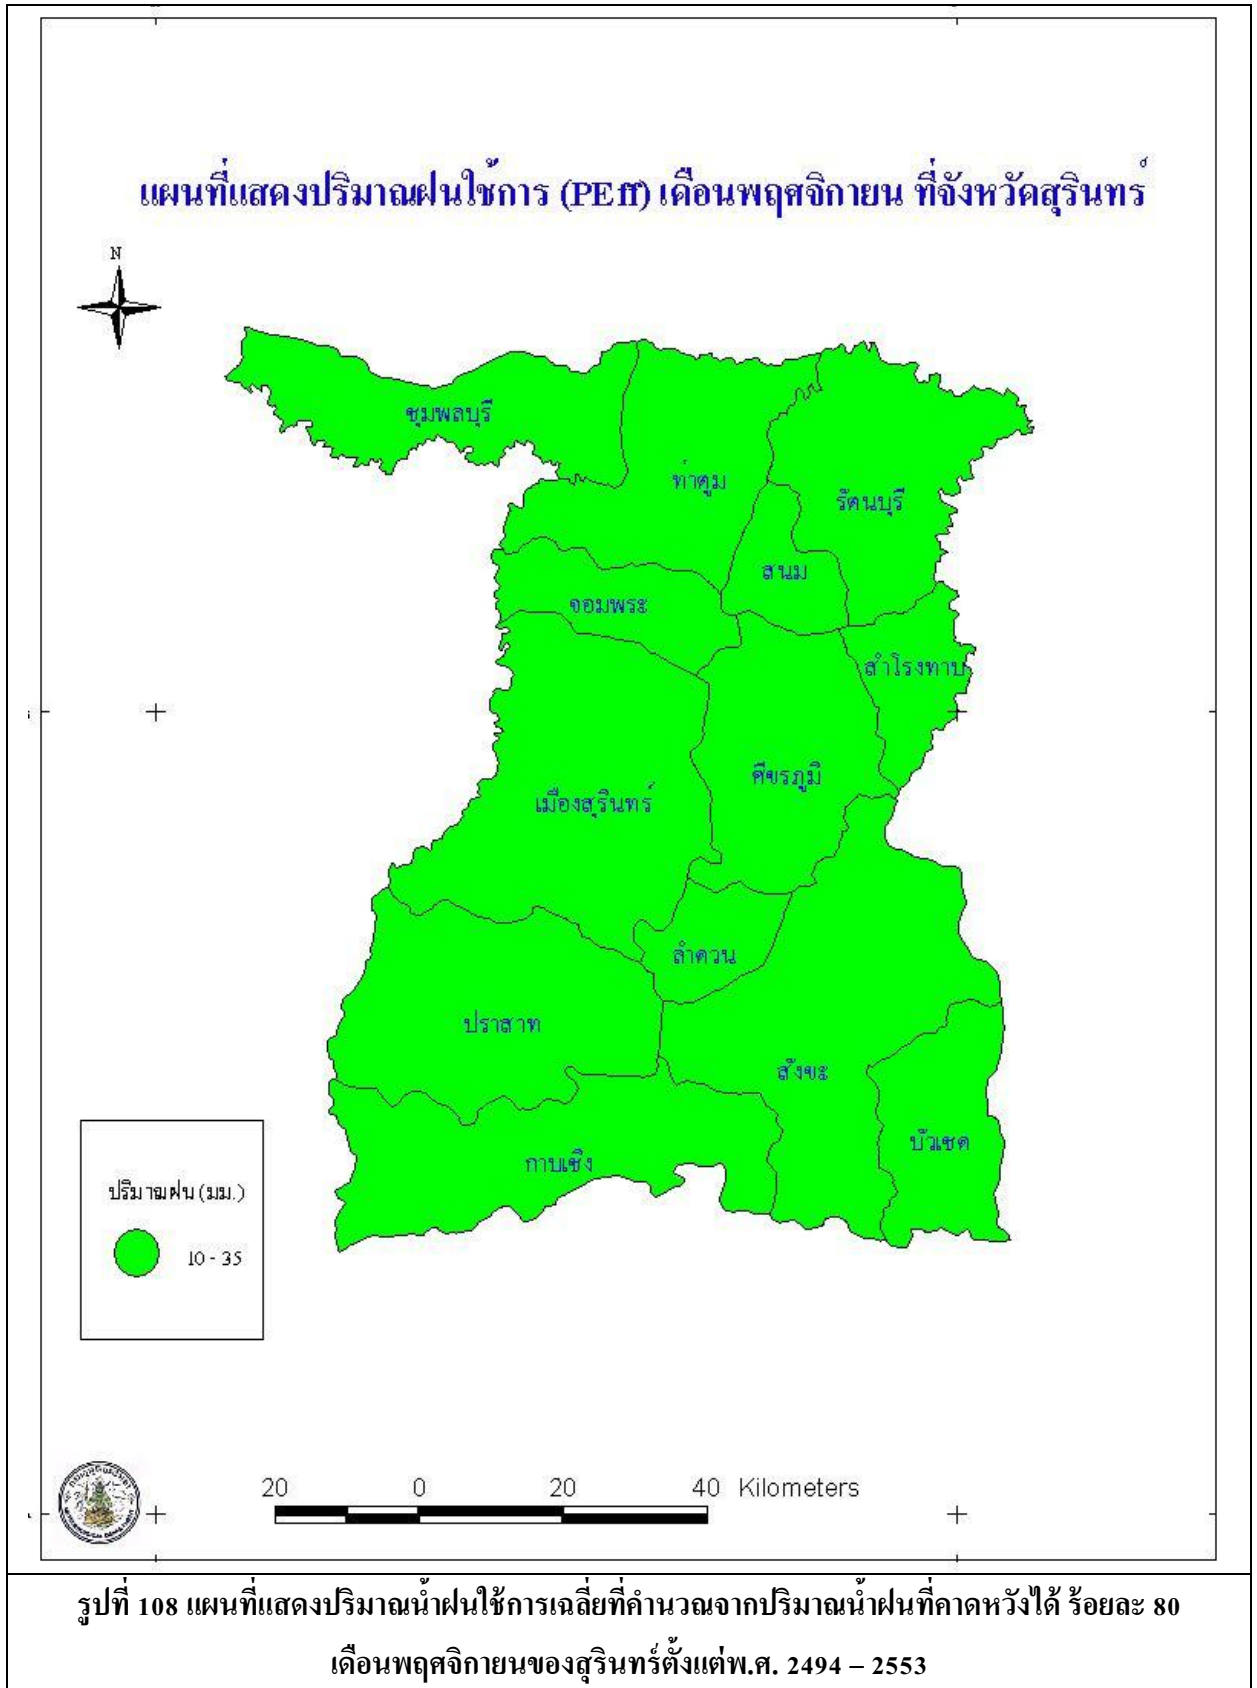 แผนที่แสดงปริมาณฝนใช้การ (PEff) เดือนพฤศจิกายน ที่จังหวัดสุรินทร์
N
ชุมพลบุรี
ท่าตูม
รัตนบุรี
สนม
จอมพระ
สำโรงทาบ
ศีขรภูมิ
เมืองสุรินทร์
ลำดวน
ปราสาท
สังขะ
บัวเชด
กาบเชิง
ปริมาณฝน (มม.)
10 - 35
20 0 20 40 Kilometers
รูปที่ 108 แผนที่แสดงปริมาณน้ำฝนใช้การเฉลี่ยที่คำนวณจากปริมาณน้ำฝนที่คาดหวังได้ ร้อยละ 80
เดือนพฤศจิกายนของสุรินทร์ตั้งแต่พ.ศ. 2494 – 2553